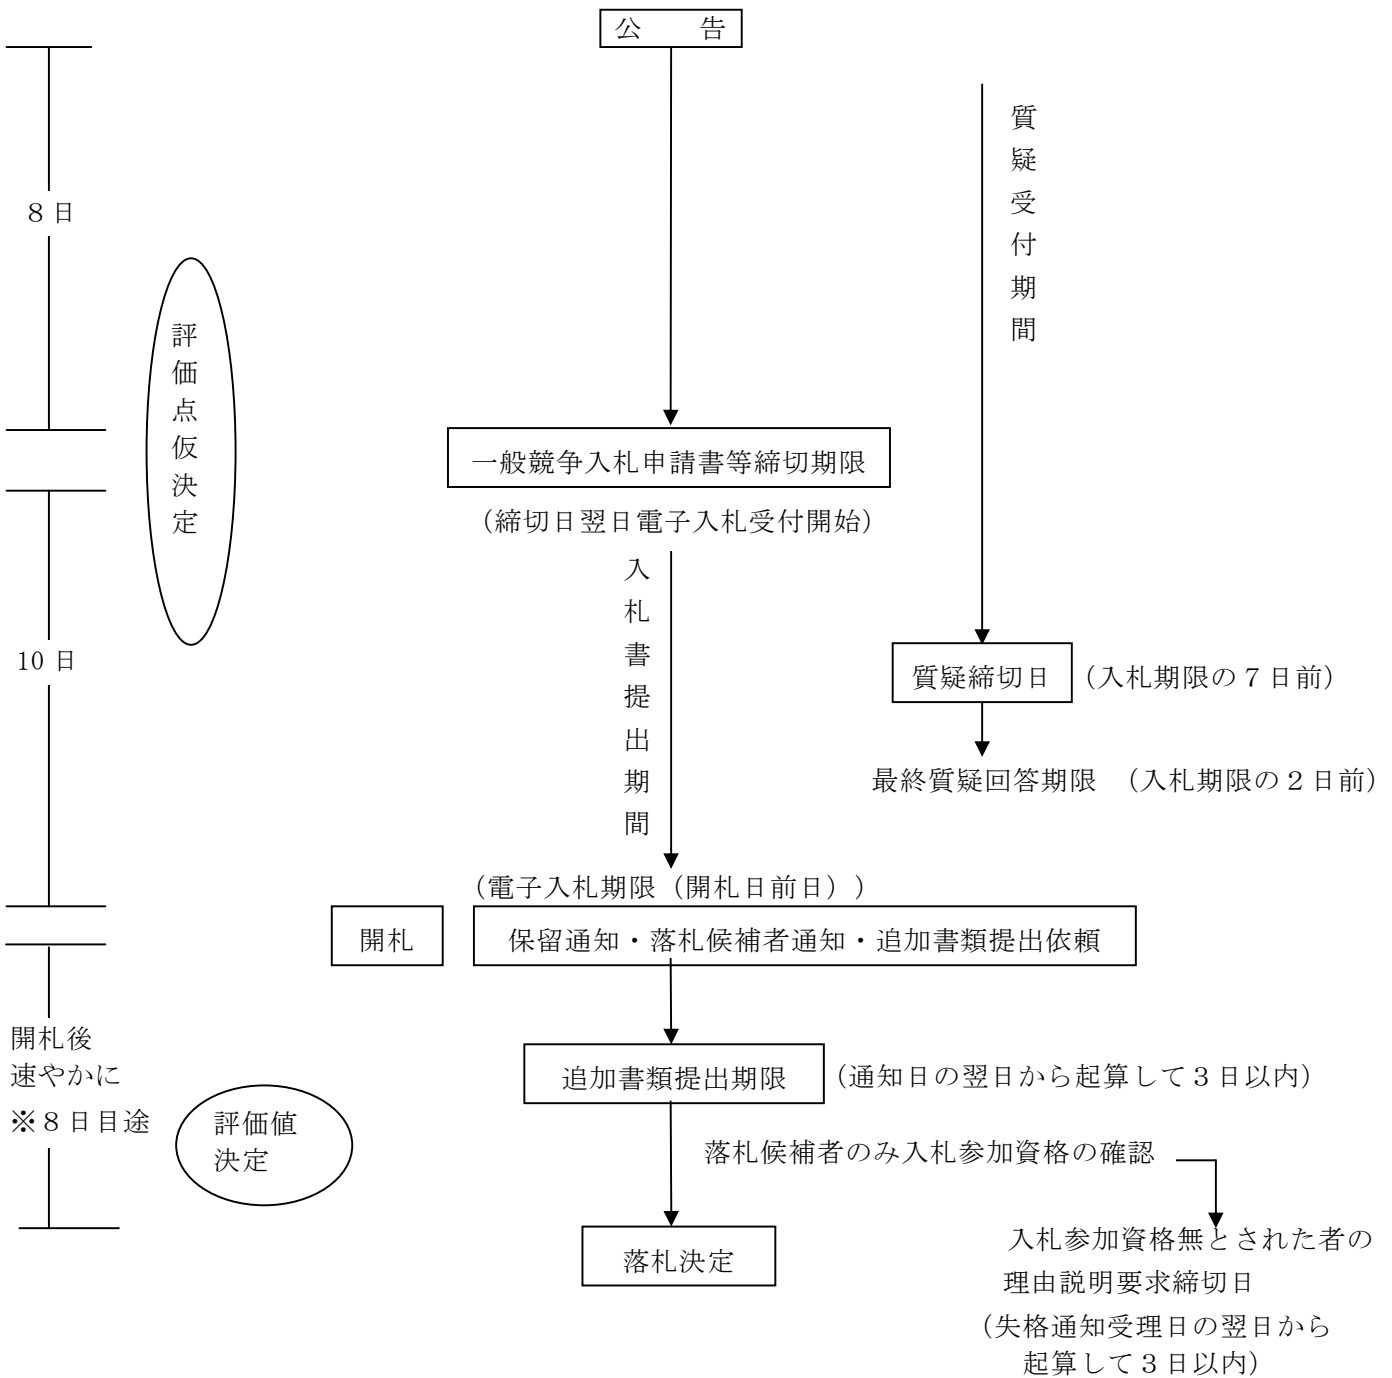 公　　告
質疑受付期間
８日
評価点仮決定
一般競争入札申請書等締切期限
（締切日翌日電子入札受付開始）
入札書提出期間
10 日
質疑締切日
（入札期限の７日前）
最終質疑回答期限　（入札期限の２日前）
（電子入札期限（開札日前日））
開札
保留通知・落札候補者通知・追加書類提出依頼
開札後
速やかに
※８日目途
追加書類提出期限
（通知日の翌日から起算して３日以内）
評価値
決定
落札候補者のみ入札参加資格の確認
落札決定
入札参加資格無とされた者の
理由説明要求締切日
（失格通知受理日の翌日から
起算して３日以内）